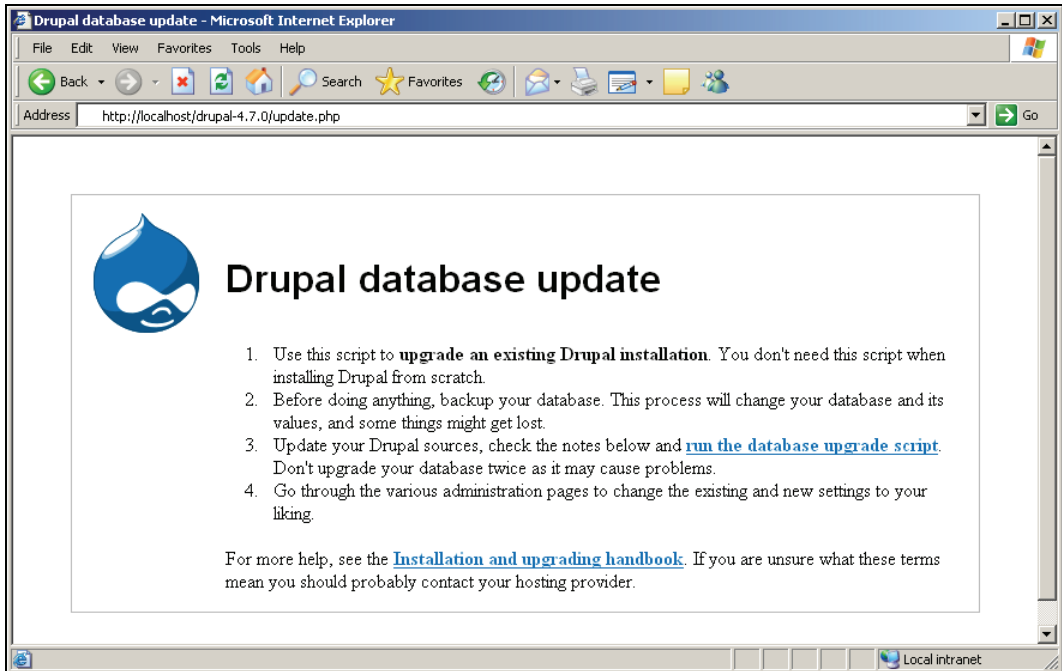 Drupal database update - Microsoft Internet Explorer
File Edit View Favorites Tools Help
Back Search Favorites
Address http://localhost/drupal-4.7.0/update.php Go
Drupal database update
1. Use this script to upgrade an existing Drupal installation. You don't need this script when
installing Drupal from scratch.
2. Before doing anything, backup your database. This process will change your database and its
values, and some things might get lost.
3. Update your Drupal sources, check the notes below and run the database upgrade script.
Don't upgrade your database twice as it may cause problems.
4. Go through the various administration pages to change the existing and new settings to your
liking.
For more help, see the Installation and upgrading handbook. If you are unsure what these terms
mean you should probably contact your hosting provider.
Local intranet